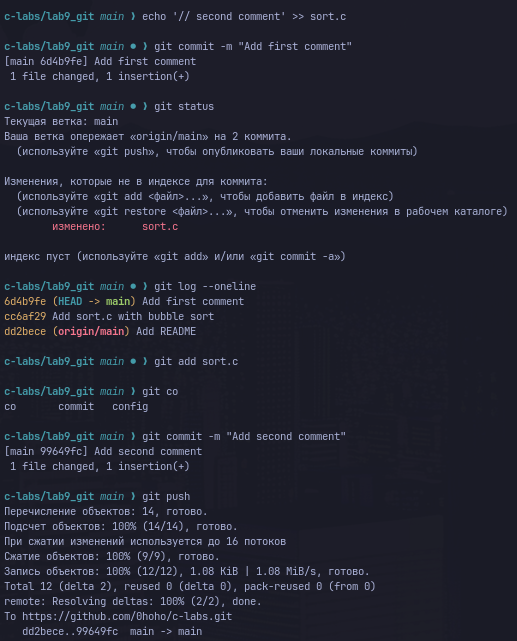 c-labs/lab9_git main ❯ echo '// second comment' >> sort.c
c-labs/lab9_git main ● ❯ git commit -m "Add first comment"
[main 6d4b9fe] Add first comment
 1 file changed, 1 insertion(+)
c-labs/lab9_git main ● ❯ git status
Текущая ветка: main
Ваша ветка опережает «origin/main» на 2 коммита.
  (используйте «git push», чтобы опубликовать ваши локальные коммиты)
Изменения, которые не в индексе для коммита:
  (используйте «git add <файл>...», чтобы добавить файл в индекс)
  (используйте «git restore <файл>...», чтобы отменить изменения в рабочем каталоге)
        изменено:      sort.c
индекс пуст (используйте «git add» и/или «git commit -a»)
c-labs/lab9_git main ● ❯ git log --oneline
6d4b9fe (HEAD -> main) Add first comment
cc6af29 Add sort.c with bubble sort
dd2bece (origin/main) Add README
c-labs/lab9_git main ● ❯ git add sort.c
c-labs/lab9_git main ❯ git co
co       commit   config
c-labs/lab9_git main ❯ git commit -m "Add second comment"
[main 99649fc] Add second comment
 1 file changed, 1 insertion(+)
c-labs/lab9_git main ❯ git push
Перечисление объектов: 14, готово.
Подсчет объектов: 100% (14/14), готово.
При сжатии изменений используется до 16 потоков
Сжатие объектов: 100% (9/9), готово.
Запись объектов: 100% (12/12), 1.08 KiB | 1.08 MiB/s, готово.
Total 12 (delta 2), reused 0 (delta 0), pack-reused 0 (from 0)
remote: Resolving deltas: 100% (2/2), done.
To https://github.com/0hoho/c-labs.git
   dd2bece..99649fc  main -> main